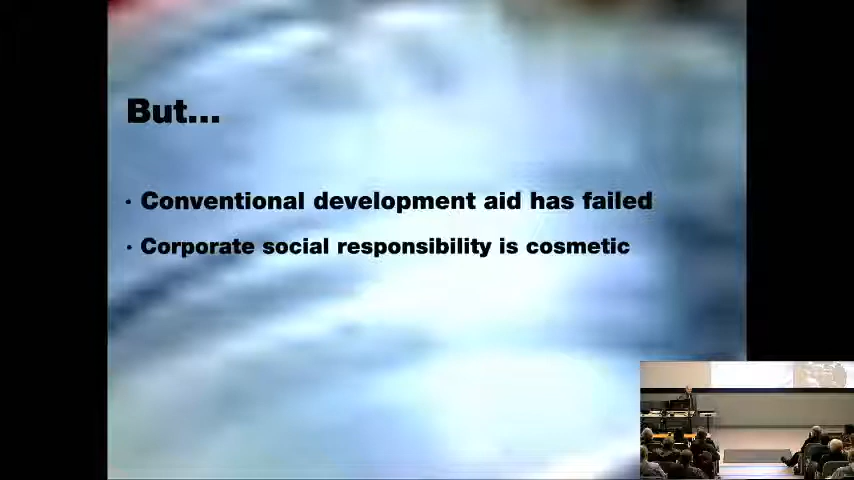 But...
• Conventional development aid has failed
• Corporate social responsibility is cosmetic